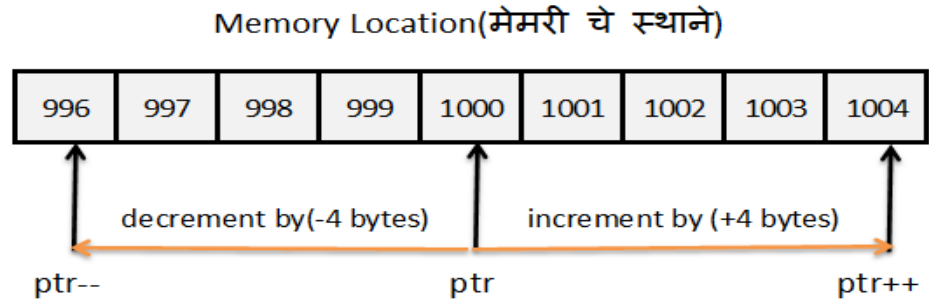 Memory Location(मेमरी चे स्थाने)
996 997 998 999 1000 1001 1002 1003 1004
decrement by(-4 bytes) increment by (+4 bytes)
ptr-- ptr ptr++